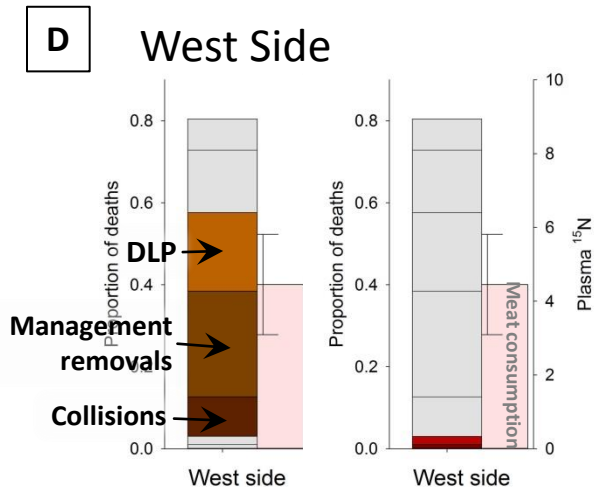 D
West Side
10
0.8
0.8
8
0.6
0.6
Proportion of deaths
Proportion of deaths
DLP
6
Plasma ¹⁵N
0.4
0.4
4
Meat consumption
Management
removals
0.2
0.2
2
Collisions
0.0
0.0
0
West side
West side